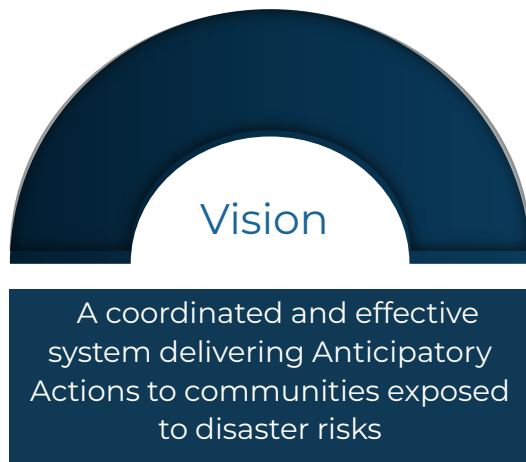 Vision
A coordinated and effective
system delivering Anticipatory
Actions to communities exposed
to disaster risks